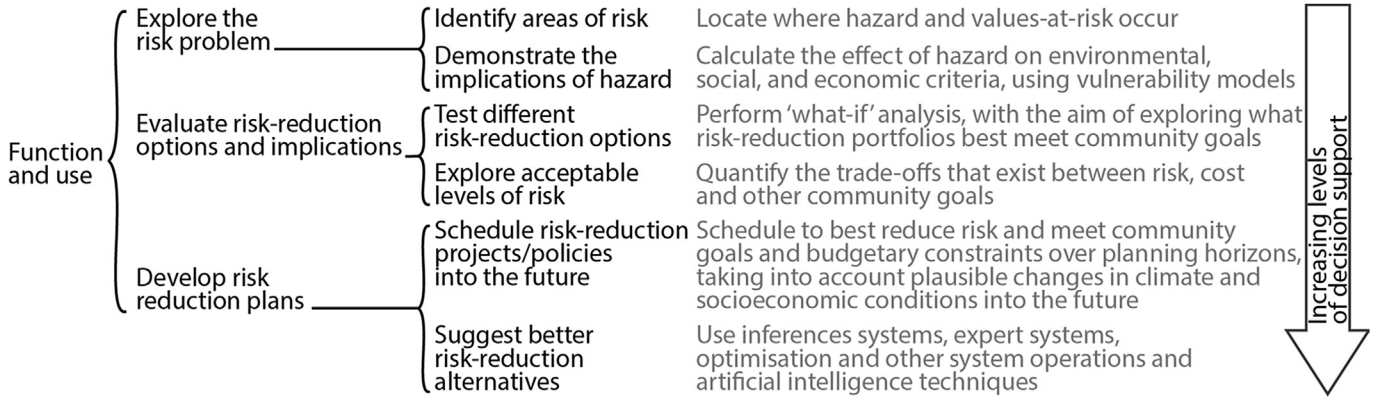 Function
and use
Explore the
risk problem
Identify areas of risk
Locate where hazard and values-at-risk occur
Demonstrate the
implications of hazard
Calculate the effect of hazard on environmental,
social, and economic criteria, using vulnerability models
Evaluate risk-reduction
options and implications
Test different
risk-reduction options
Perform ‘what-if’ analysis, with the aim of exploring what
risk-reduction portfolios best meet community goals
Explore acceptable
levels of risk
Quantify the trade-offs that exist between risk, cost
and other community goals
Develop risk
reduction plans
Schedule risk-reduction
projects/policies
into the future
Schedule to best reduce risk and meet community
goals and budgetary constraints over planning horizons,
taking into account plausible changes in climate and
socioeconomic conditions into the future
Suggest better
risk-reduction
alternatives
Use inferences systems, expert systems,
optimisation and other system operations and
artificial intelligence techniques
Increasing levels
of decision support